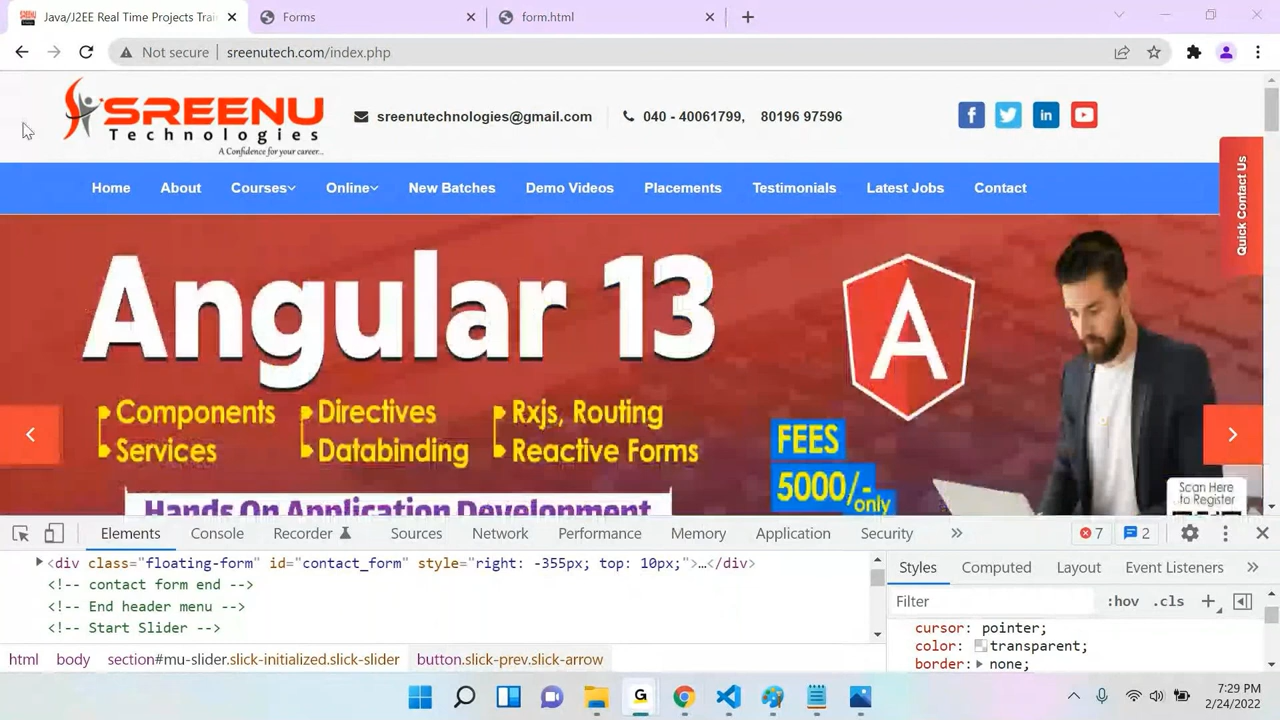 Java/J2EE Real Time Projects Trai
Forms
form.html
Not secure
sreenutech.com/index.php
SREENU
Technologies
A Confidence for your career...
sreenutechnologies@gmail.com
040 - 40061799, 80196 97596
Home About Courses Online New Batches Demo Videos Placements Testimonials Latest Jobs Contact
Quick Contact Us
Angular 13
Components Directives Rxjs, Routing
Services Databinding Reactive Forms
FEES
5000/- only
Hands On Application Development
Scan Here
to Register
Elements Console Recorder Sources Network Performance Memory Application Security » 7 2
<div class="floating-form" id="contact_form" style="right: -355px; top: 10px;">…</div>
<!-- contact form end -->
<!-- End header menu -->
<!-- Start Slider -->
html body section#mu-slider.slick-initialized.slick-slider button.slick-prev.slick-arrow
Styles Computed Layout Event Listeners »
Filter :hov .cls +
cursor: pointer;
color: transparent;
border: none;
7:29 PM
2/24/2022